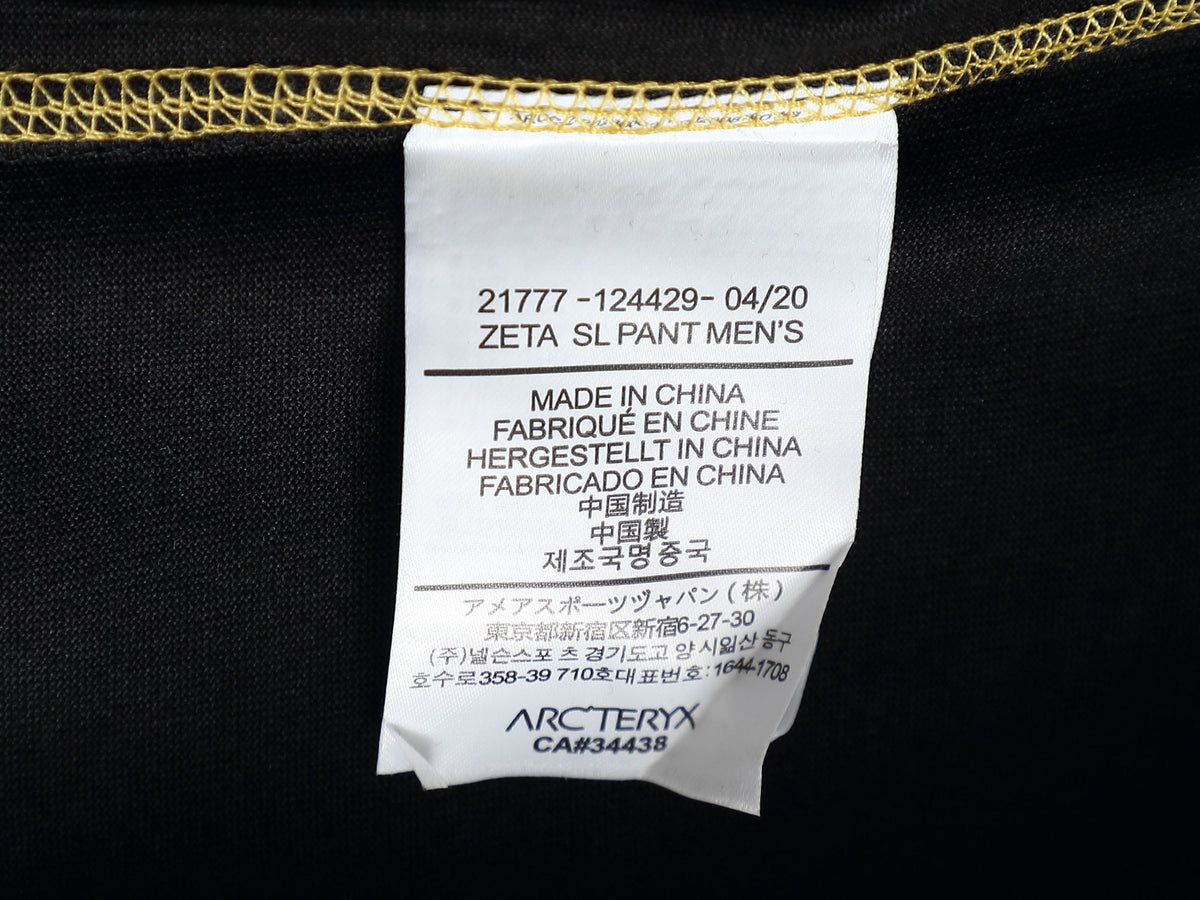 21777 -124429- 04/20
ZETA SL PANT MEN'S
MADE IN CHINA
FABRIQUÉ EN CHINE
HERGESTELLT IN CHINA
FABRICADO EN CHINA
中国制造
中国製
제조국명 중국
アメアスポーツヅャパン(株)
東京都新宿区新宿6-27-30
(주)넬슨스포 츠 경기도고 양 시일산 동구
호수로358-39 710호대표번호:1644-1708
ARC'TERYX
CA#34438